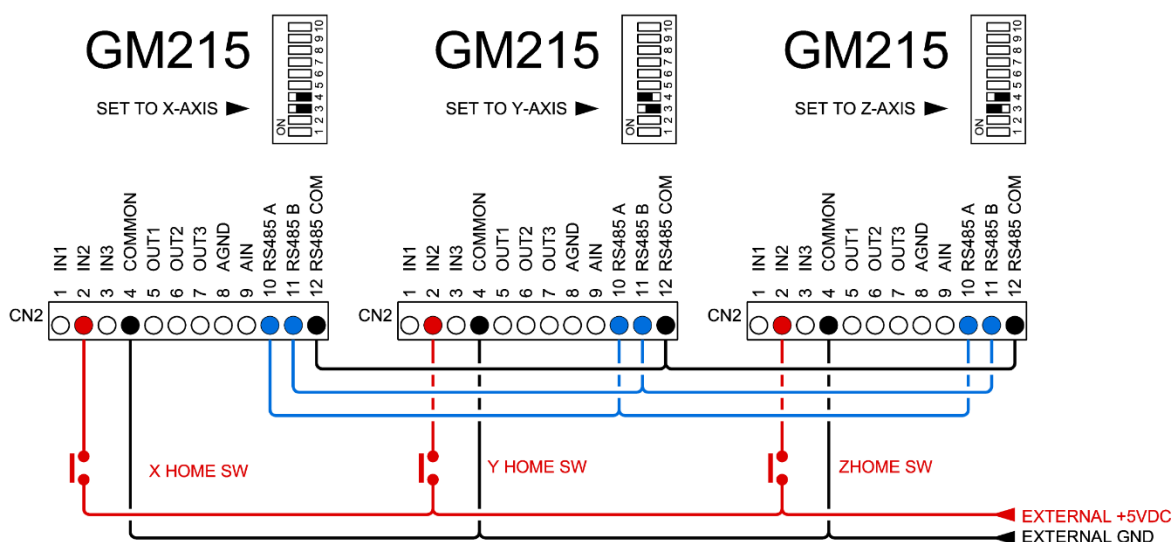 GM215
SET TO X-AXIS
ON
1 2 3 4 5 6 7 8 9 10
GM215
SET TO Y-AXIS
ON
1 2 3 4 5 6 7 8 9 10
GM215
SET TO Z-AXIS
ON
1 2 3 4 5 6 7 8 9 10
CN2
1 IN1
2 IN2
3 IN3
4 COMMON
5 OUT1
6 OUT2
7 OUT3
8 AGND
9 AIN
10 RS485 A
11 RS485 B
12 RS485 COM
CN2
1 IN1
2 IN2
3 IN3
4 COMMON
5 OUT1
6 OUT2
7 OUT3
8 AGND
9 AIN
10 RS485 A
11 RS485 B
12 RS485 COM
CN2
1 IN1
2 IN2
3 IN3
4 COMMON
5 OUT1
6 OUT2
7 OUT3
8 AGND
9 AIN
10 RS485 A
11 RS485 B
12 RS485 COM
X HOME SW
Y HOME SW
ZHOME SW
EXTERNAL +5VDC
EXTERNAL GND